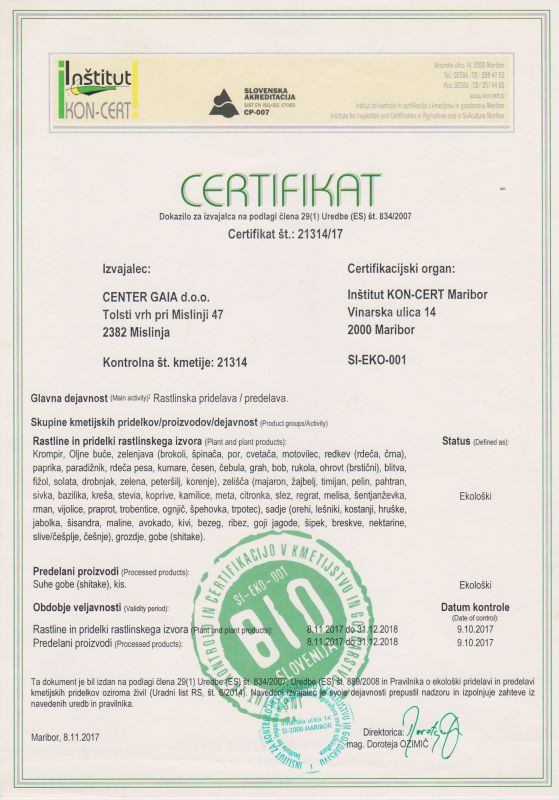 Inštitut
KON-CERT
SLOVENSKA
AKREDITACIJA
SIST EN ISO/IEC 17065
CP-007
Vinarska ulica 14, 2000 Maribor
Tel.: 00386 /02/ 228 49 52
Fax: 00386 /02/ 251 94 82
www.kon-cert.si
Inštitut za kontrolo in certifikacijo v kmetijstvu in gozdarstvu Maribor
Institute for Inspection and Certification in Agriculture and in Silviculture Maribor
CERTIFIKAT
Dokazilo za izvajalca na podlagi člena 29(1) Uredbe (ES) št. 834/2007
Certifikat št.: 21314/17
Izvajalec:
CENTER GAIA d.o.o.
Tolsti vrh pri Mislinji 47
2382 Mislinja
Kontrolna št. kmetije: 21314
Certifikacijski organ:
Inštitut KON-CERT Maribor
Vinarska ulica 14
2000 Maribor
SI-EKO-001
Glavna dejavnost (Main activity): Rastlinska pridelava / predelava.
Skupine kmetijskih pridelkov/proizvodov/dejavnost (Product groups/Activity)
Rastline in pridelki rastlinskega izvora (Plant and plant products):
Status (Defined as):
Krompir, Oljne buče, zelenjava (brokoli, špinača, por, cvetača, motovilec, redkev (rdeča, črna),
paprika, paradižnik, rdeča pesa, kumare, česen, čebula, grah, bob, rukola, ohrovt (brstični), blitva,
fižol, solata, drobnjak, zelena, peteršilj, korenje), zelišča (majaron, žajbelj, timijan, pelin, pahtran,
sivka, bazilika, kreša, stevia, koprive, kamilice, meta, citronka, slez, regrat, melisa, šentjanževka,
rman, vijolice, praprot, trobentice, ognjič, špehovka, trpotec), sadje (orehi, lešniki, kostanji, hruške,
jabolka, šisandra, maline, avokado, kivi, bezeg, ribez, goji jagode, šipek, breskve, nektarine,
slive/češplje, češnje), grozdje, gobe (shitake).
Ekološki
Predelani proizvodi (Processed products):
Suhe gobe (shitake), kis.
Ekološki
Obdobje veljavnosti (Validity period):
Datum kontrole
(Date of control):
Rastline in pridelki rastlinskega izvora (Plant and plant products): 8.11.2017 do 31.12.2018 9.10.2017
Predelani proizvodi (Processed products): 8.11.2017 do 31.12.2018 9.10.2017
SI-EKO-001
BIO
SLOVENIJA
Ta dokument je bil izdan na podlagi člena 29(1) Uredbe (ES) št. 834/2007, Uredbe (ES) št. 889/2008 in Pravilnika o ekološki pridelavi in predelavi
kmetijskih pridelkov oziroma živil (Uradni list RS, št. 8/2014). Navedeni izvajalec je svoje dejavnosti prepustil nadzoru in izpolnjuje zahteve iz
navedenih uredb in pravilnika.
Vinarska ulica 14
SI-2000 MARIBOR
Maribor, 8.11.2017
Direktorica:
mag. Doroteja OZIMIČ